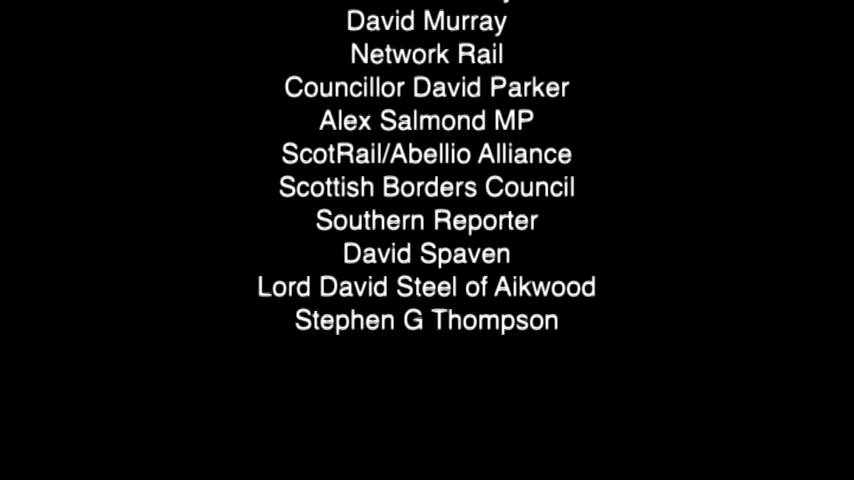 David Murray
Network Rail
Councillor David Parker
Alex Salmond MP
ScotRail/Abellio Alliance
Scottish Borders Council
Southern Reporter
David Spaven
Lord David Steel of Aikwood
Stephen G Thompson